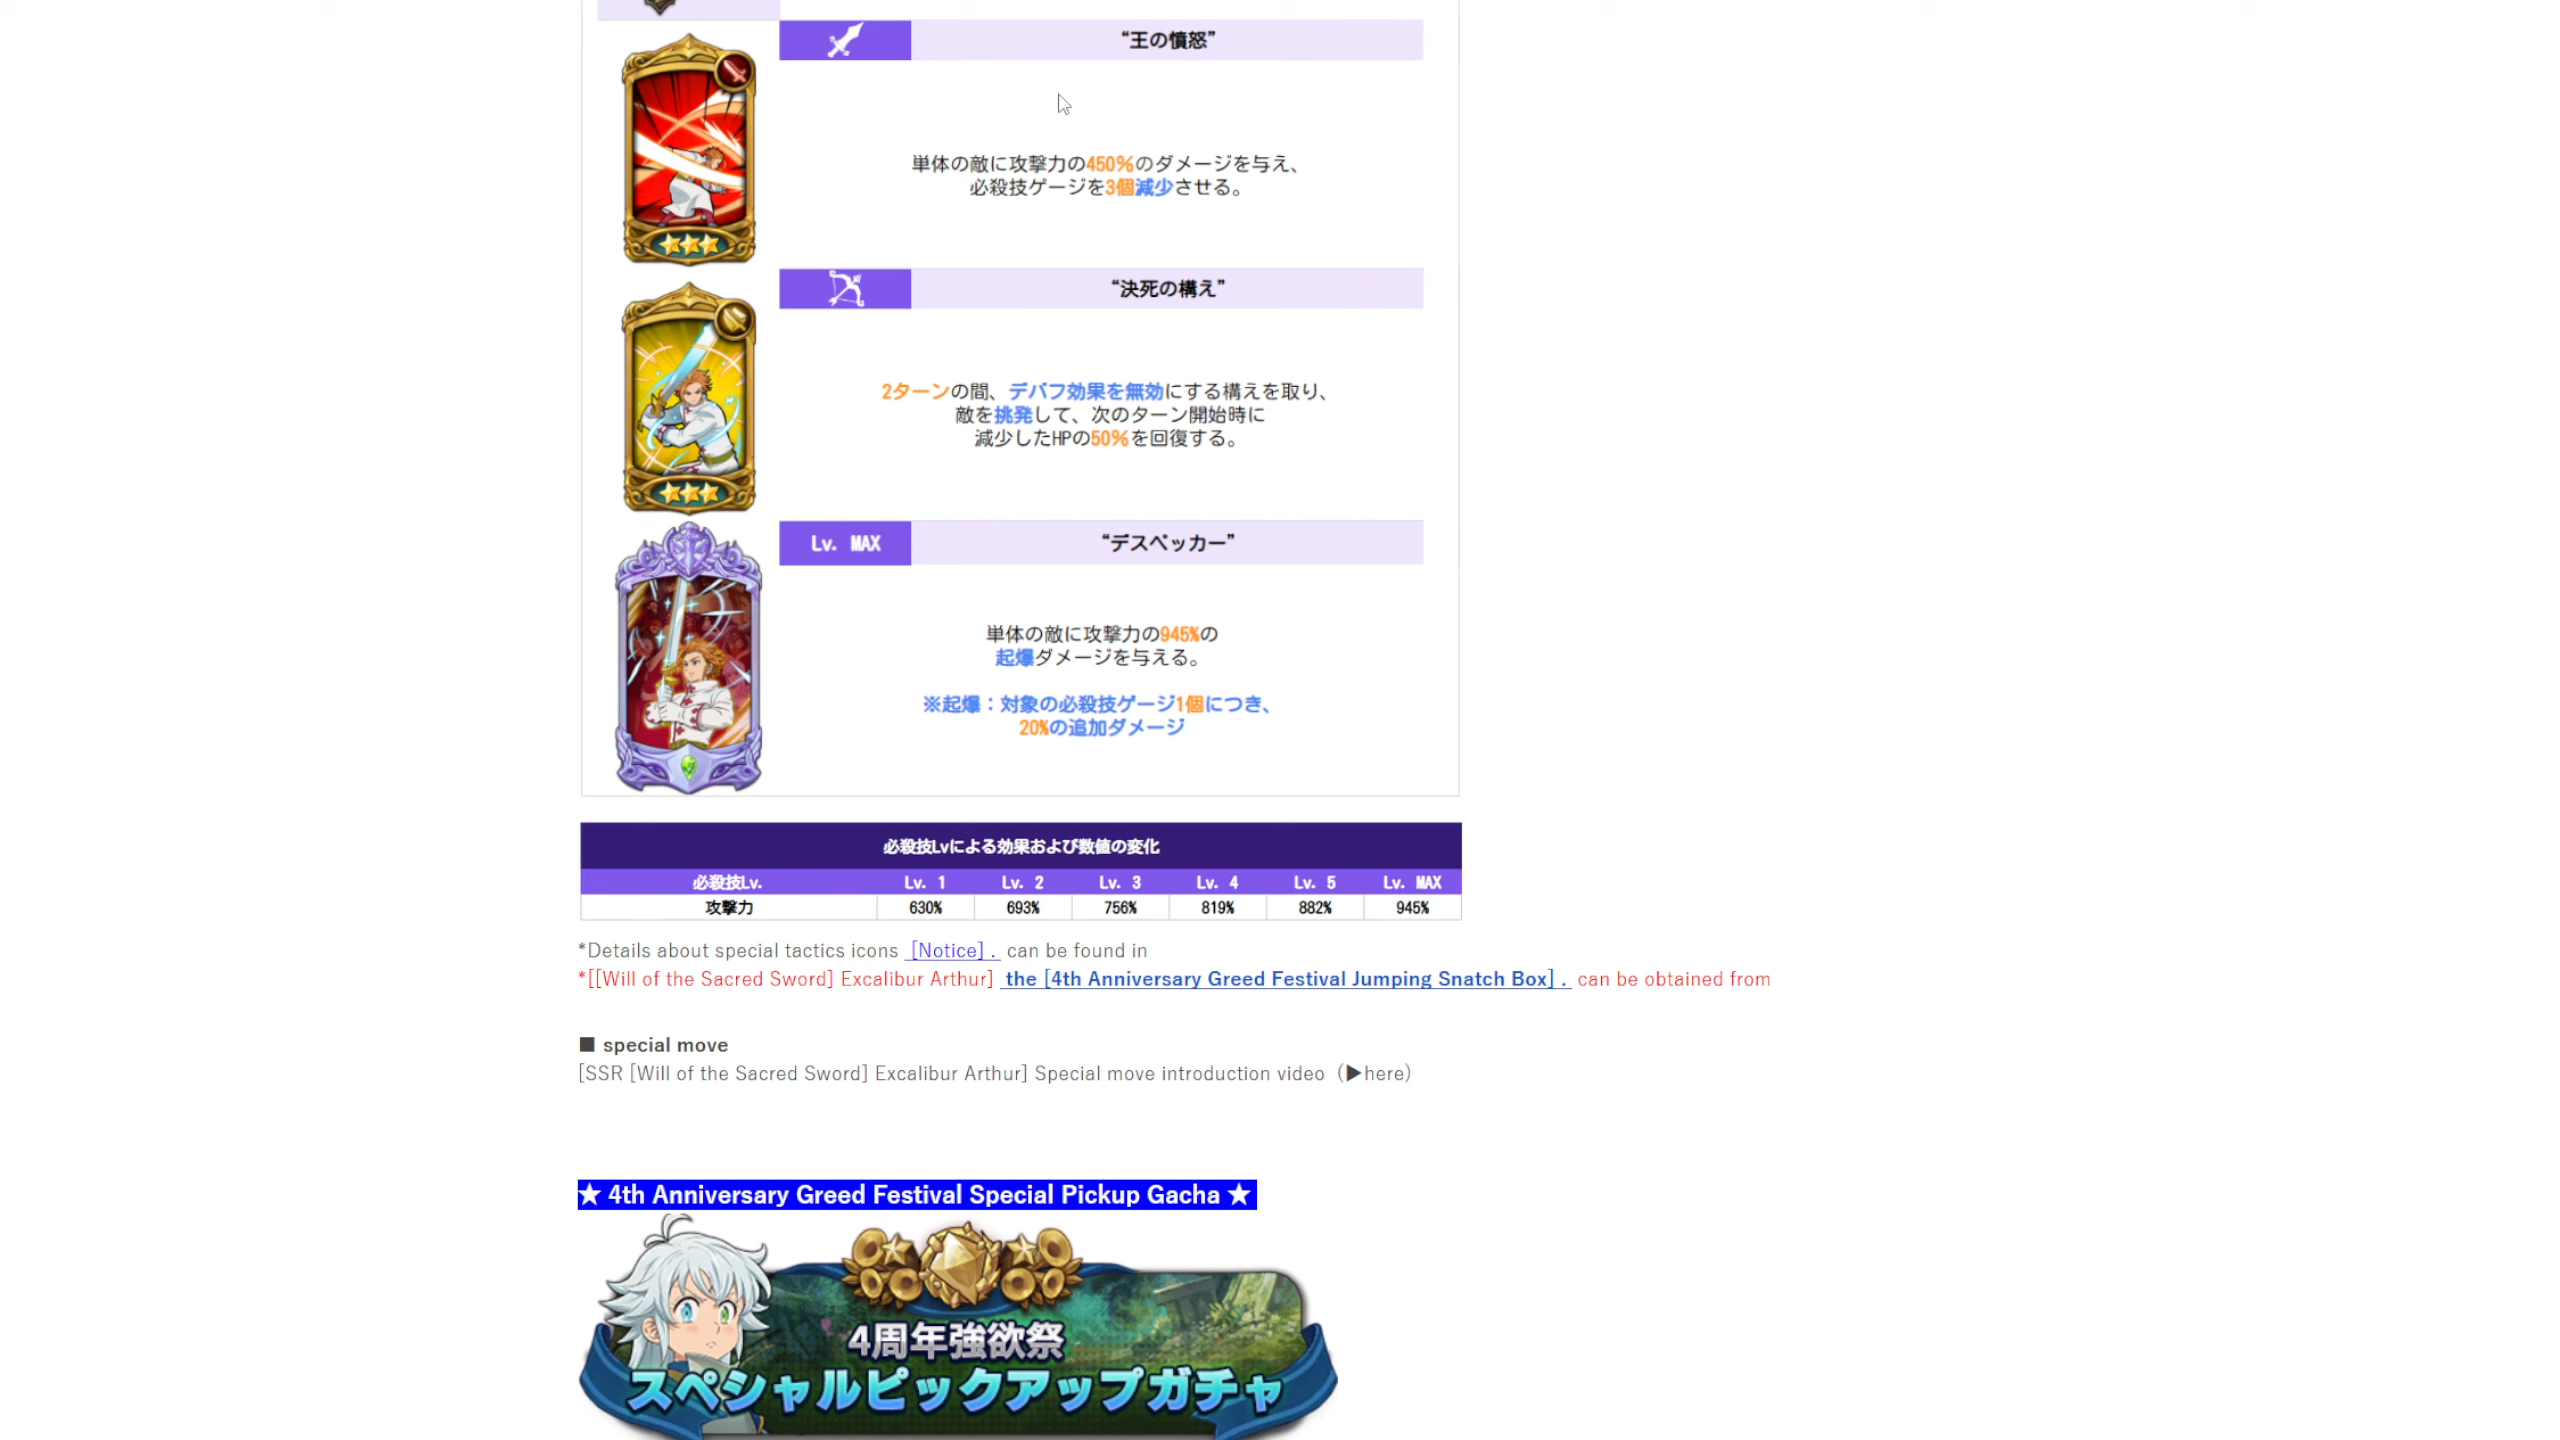 “王の憤怒”
単体の敵に攻撃力の450%のダメージを与え、
必殺技ゲージを3個減少させる。
“決死の構え”
2ターンの間、デバフ効果を無効にする構えを取り、
敵を挑発して、次のターン開始時に
減少したHPの50%を回復する。
Lv. MAX “デスペッカー”
単体の敵に攻撃力の945%の
起爆ダメージを与える。
※起爆：対象の必殺技ゲージ1個につき、
20%の追加ダメージ
必殺技Lvによる効果および数値の変化
必殺技Lv. Lv. 1 Lv. 2 Lv. 3 Lv. 4 Lv. 5 Lv. MAX
攻撃力 630% 693% 756% 819% 882% 945%
*Details about special tactics icons [Notice] . can be found in
*[[Will of the Sacred Sword] Excalibur Arthur] the [4th Anniversary Greed Festival Jumping Snatch Box] . can be obtained from
■ special move
[SSR [Will of the Sacred Sword] Excalibur Arthur] Special move introduction video（▶here）
★ 4th Anniversary Greed Festival Special Pickup Gacha ★
4周年強欲祭
スペシャルピックアップガチャ